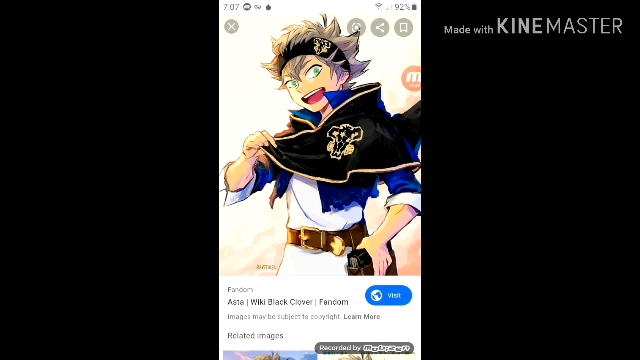 7:07
92%
Made with KINEMASTER
Fandom
Asta | Wiki Black Clover | Fandom
Visit
Images may be subject to copyright. Learn More
Related images
Recorded by Mobizen